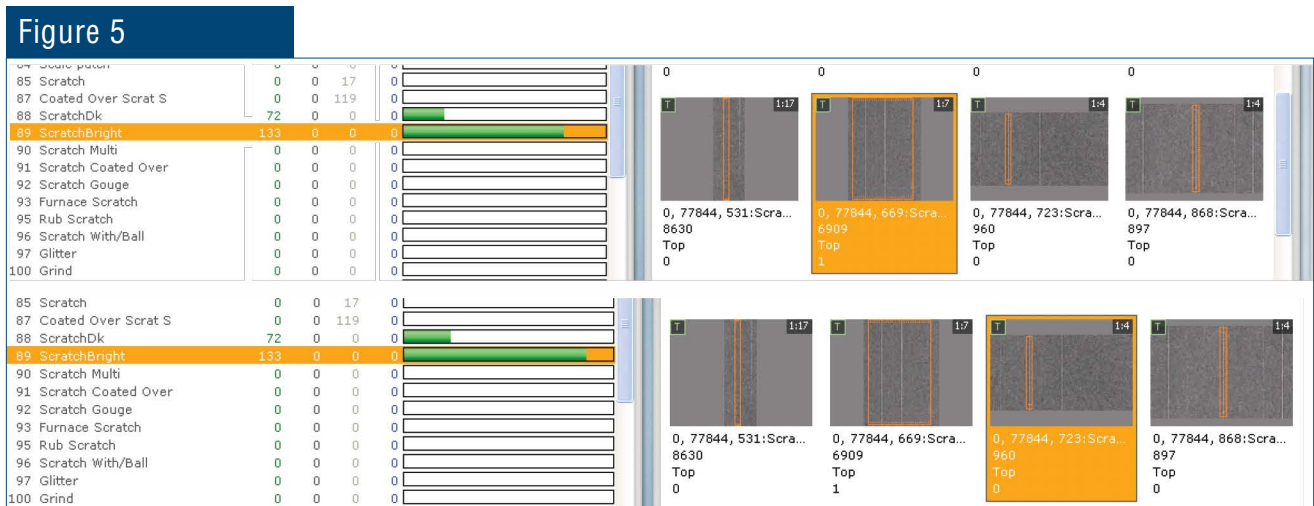 Figure 5
84 Scale patch 0 0 0 0
85 Scratch 0 0 17 0
87 Coated Over Scrat S 0 0 119 0
88 ScratchDk 72 0 0 0
89 ScratchBright 133 0 0 0
90 Scratch Multi 0 0 0 0
91 Scratch Coated Over 0 0 0 0
92 Scratch Gouge 0 0 0 0
93 Furnace Scratch 0 0 0 0
95 Rub Scratch 0 0 0 0
96 Scratch With/Ball 0 0 0 0
97 Glitter 0 0 0 0
100 Grind 0 0 0 0
0 0 0 0
T 1:17 T 1:7 T 1:4 T 1:4
0, 77844, 531:Scra... 0, 77844, 669:Scra... 0, 77844, 723:Scra... 0, 77844, 868:Scra...
8630 6909 960 897
Top Top Top Top
0 1 0 0
85 Scratch 0 0 17 0
87 Coated Over Scrat S 0 0 119 0
88 ScratchDk 72 0 0 0
89 ScratchBright 133 0 0 0
90 Scratch Multi 0 0 0 0
91 Scratch Coated Over 0 0 0 0
92 Scratch Gouge 0 0 0 0
93 Furnace Scratch 0 0 0 0
95 Rub Scratch 0 0 0 0
96 Scratch With/Ball 0 0 0 0
97 Glitter 0 0 0 0
100 Grind 0 0 0 0
T 1:17 T 1:7 T 1:4 T 1:4
0, 77844, 531:Scra... 0, 77844, 669:Scra... 0, 77844, 723:Scra... 0, 77844, 868:Scra...
8630 6909 960 897
Top Top Top Top
0 1 0 0